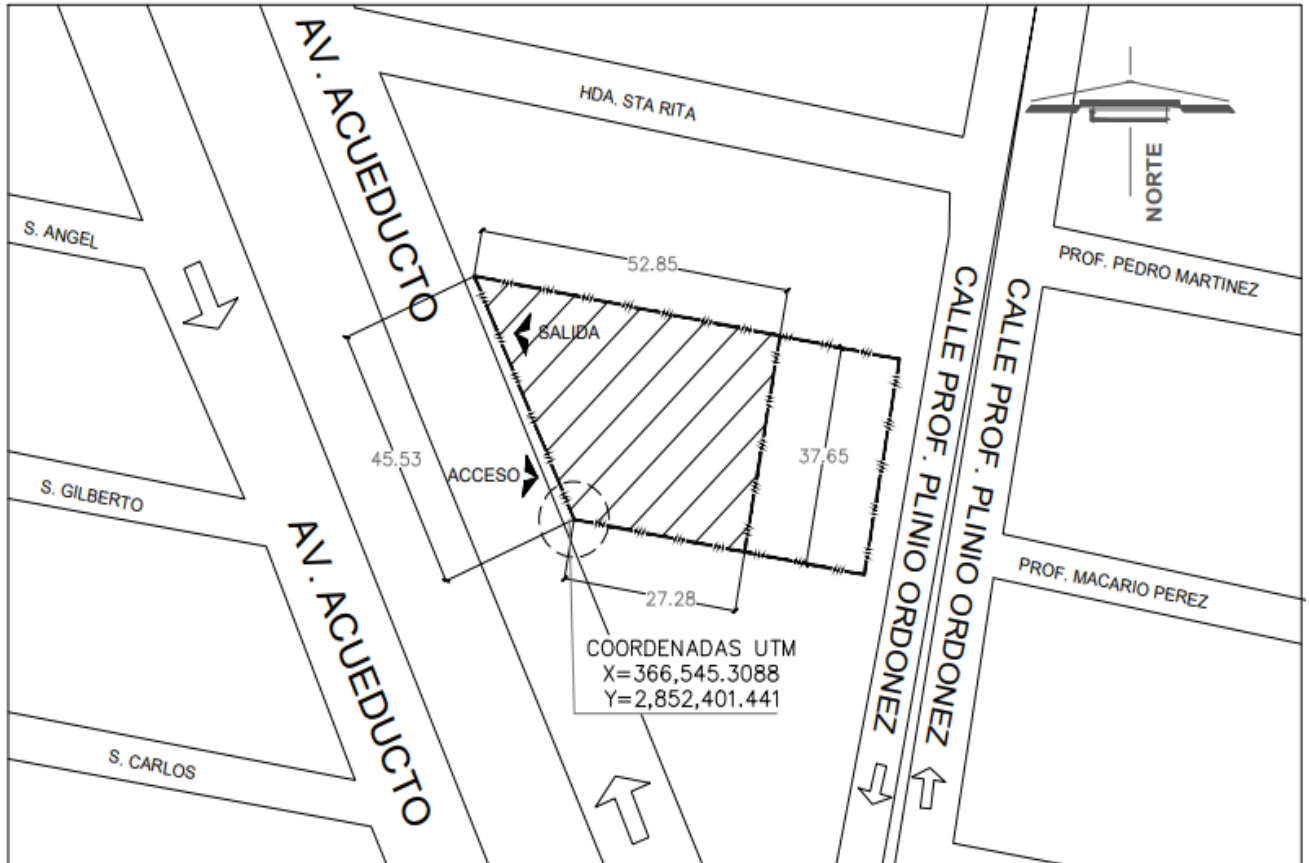 AV. ACUEDUCTO
HDA. STA RITA
NORTE
S. ANGEL
PROF. PEDRO MARTINEZ
52.85
CALLE PROF. PLINIO ORDONEZ
CALLE PROF. PLINIO ORDONEZ
SALIDA
45.53
37.65
ACCESO
S. GILBERTO
AV. ACUEDUCTO
PROF. MACARIO PEREZ
27.28
COORDENADAS UTM
X=366,545.3088
Y=2,852,401.441
S. CARLOS